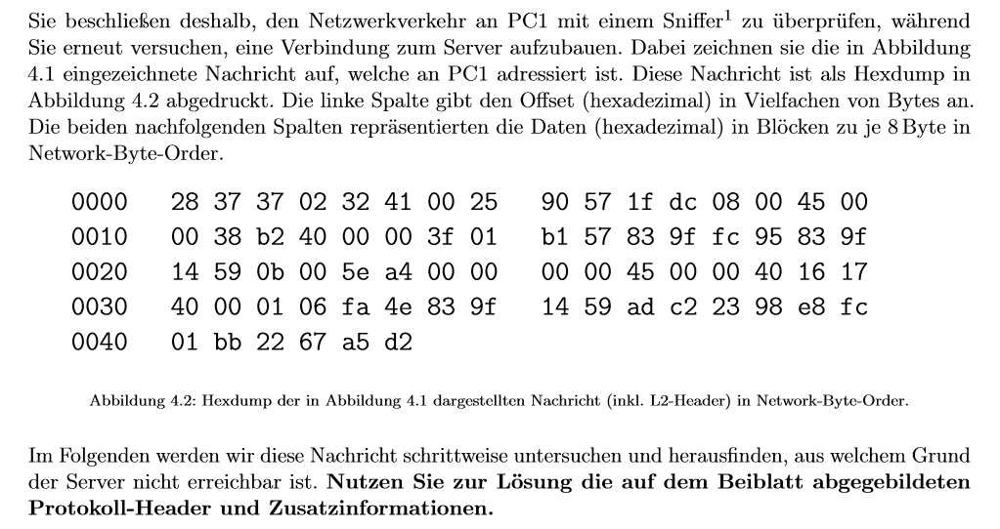 Sie beschließen deshalb, den Netzwerkverkehr an PC1 mit einem Sniffer¹ zu überprüfen, während
Sie erneut versuchen, eine Verbindung zum Server aufzubauen. Dabei zeichnen sie die in Abbildung
4.1 eingezeichnete Nachricht auf, welche an PC1 adressiert ist. Diese Nachricht ist als Hexdump in
Abbildung 4.2 abgedruckt. Die linke Spalte gibt den Offset (hexadezimal) in Vielfachen von Bytes an.
Die beiden nachfolgenden Spalten repräsentierten die Daten (hexadezimal) in Blöcken zu je 8 Byte in
Network-Byte-Order.
0000 28 37 37 02 32 41 00 25 90 57 1f dc 08 00 45 00
0010 00 38 b2 40 00 00 3f 01 b1 57 83 9f fc 95 83 9f
0020 14 59 0b 00 5e a4 00 00 00 00 45 00 00 40 16 17
0030 40 00 01 06 fa 4e 83 9f 14 59 ad c2 23 98 e8 fc
0040 01 bb 22 67 a5 d2
Abbildung 4.2: Hexdump der in Abbildung 4.1 dargestellten Nachricht (inkl. L2-Header) in Network-Byte-Order.
Im Folgenden werden wir diese Nachricht schrittweise untersuchen und herausfinden, aus welchem Grund
der Server nicht erreichbar ist. Nutzen Sie zur Lösung die auf dem Beiblatt abgegebildeten
Protokoll-Header und Zusatzinformationen.